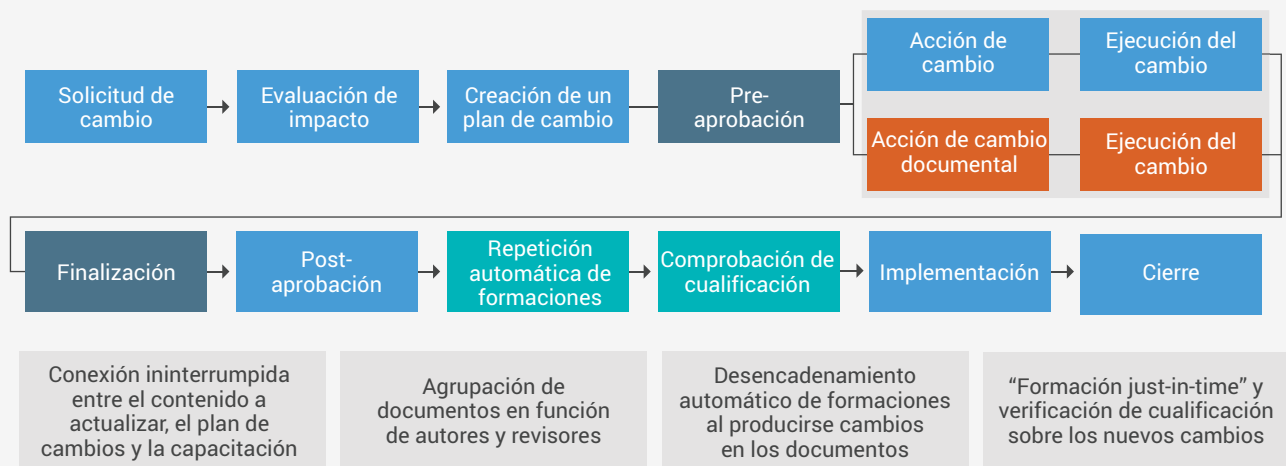 Solicitud de
cambio
Evaluación de
impacto
Creación de un
plan de cambio
Pre-
aprobación
Acción de
cambio
Ejecución del
cambio
Acción de cambio
documental
Ejecución del
cambio
Finalización
Post-
aprobación
Repetición
automática de
formaciones
Comprobación de
cualificación
Implementación
Cierre
Conexión ininterrumpida
entre el contenido a
actualizar, el plan de
cambios y la capacitación
Agrupación de
documentos en función
de autores y revisores
Desencadenamiento
automático de formaciones
al producirse cambios
en los documentos
“Formación just-in-time” y
verificación de cualificación
sobre los nuevos cambios